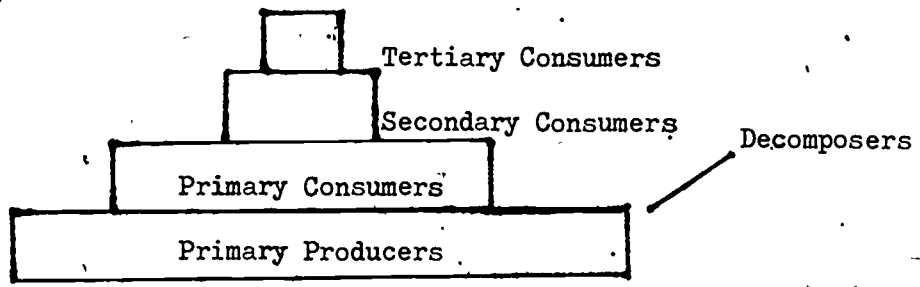 Tertiary Consumers
Secondary Consumers
Decomposers
Primary Consumers
Primary Producers